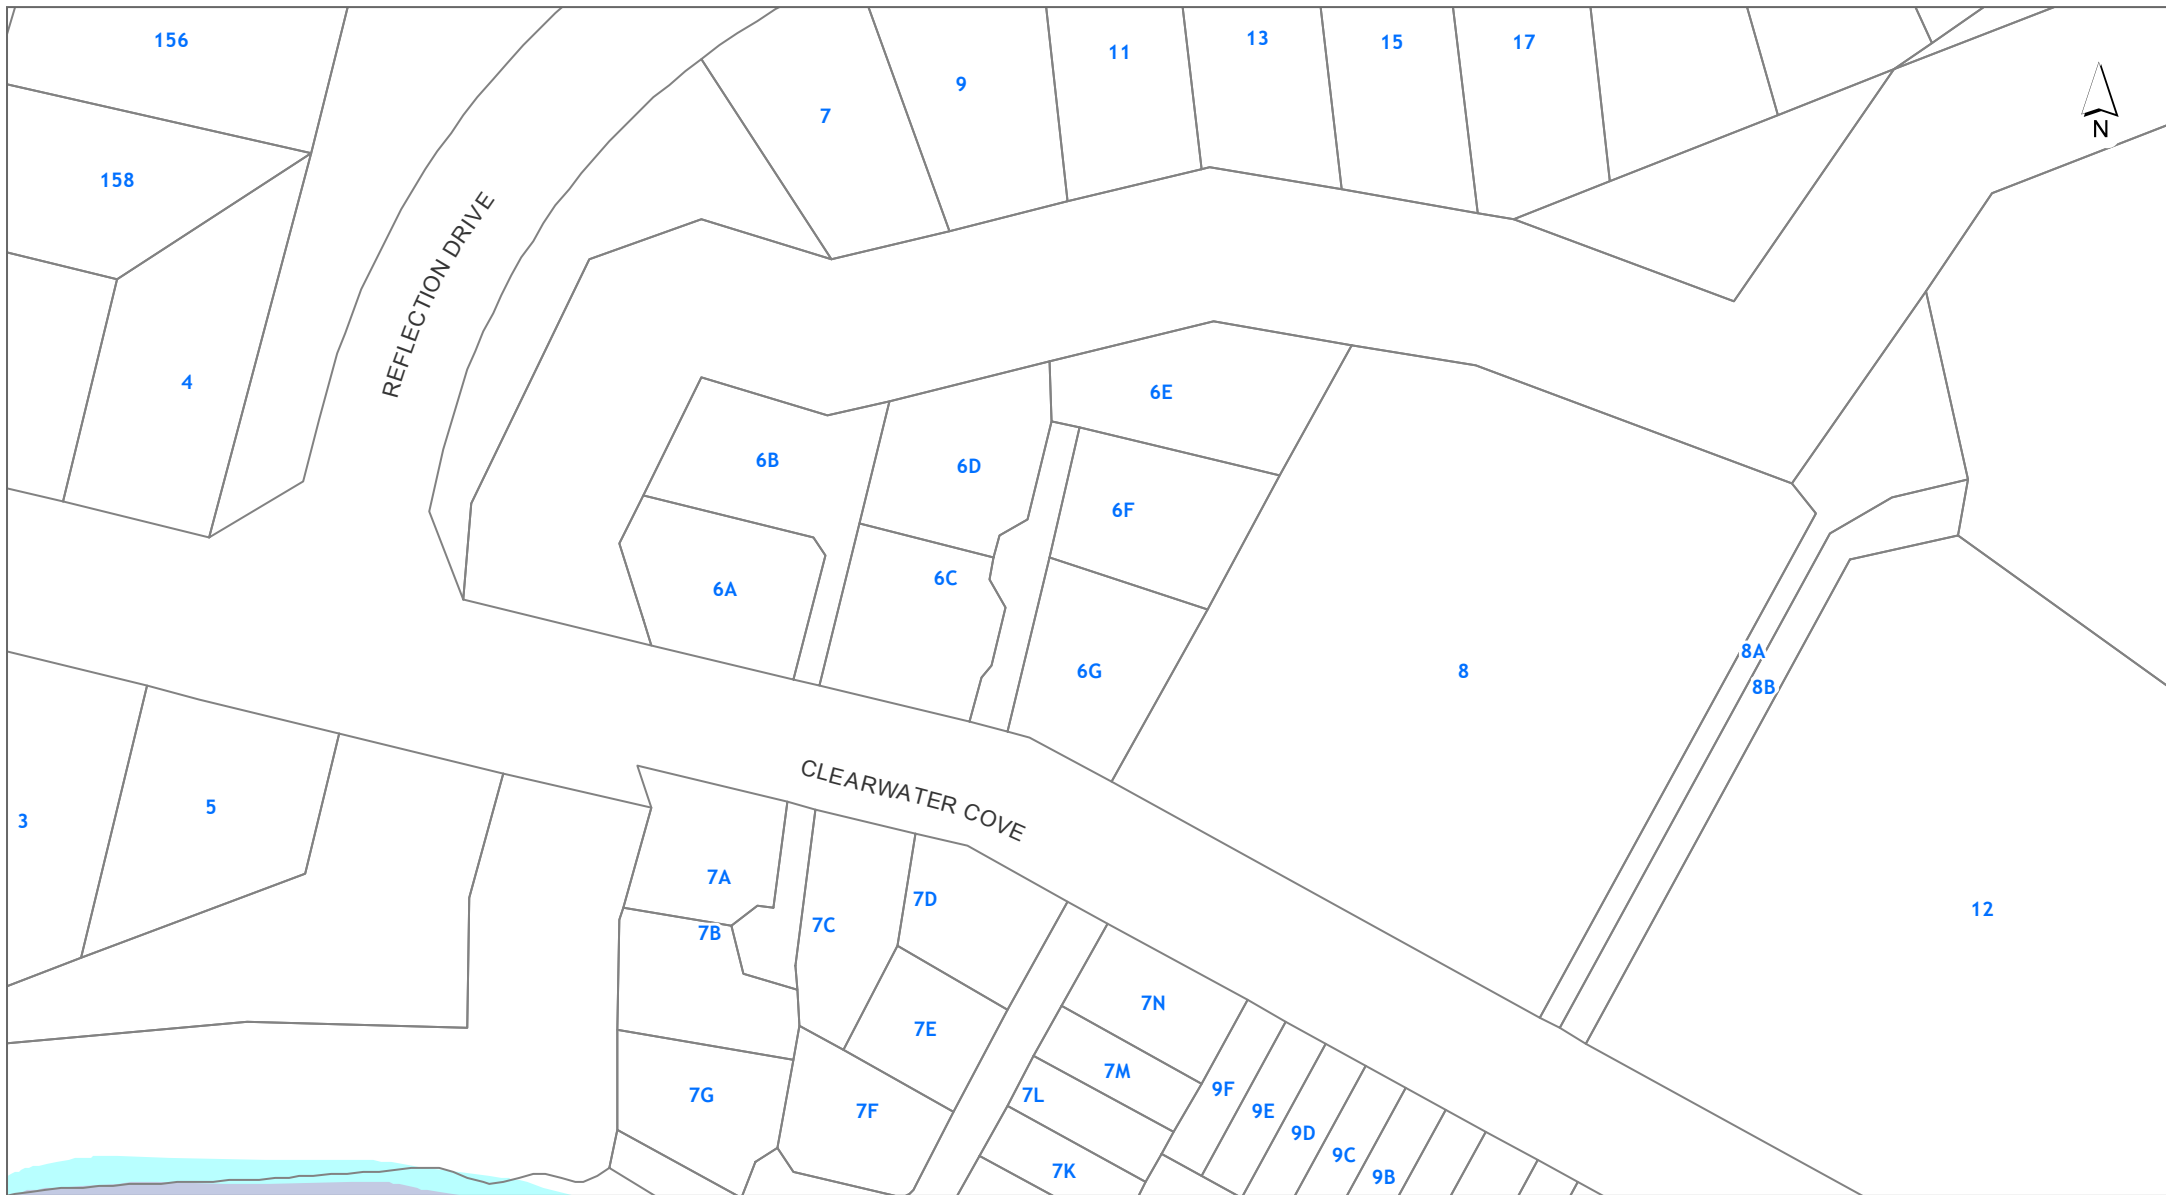 156
13
15
17
11
9
7
N
158
REFLECTION DRIVE
4
6E
6B
6D
6F
6C
6A
8A
6G
8
8B
CLEARWATER COVE
5
3
7A
7D
12
7C
7B
7N
7E
7M
9F
7G
7L
7F
9E
9D
9C
7K
9B